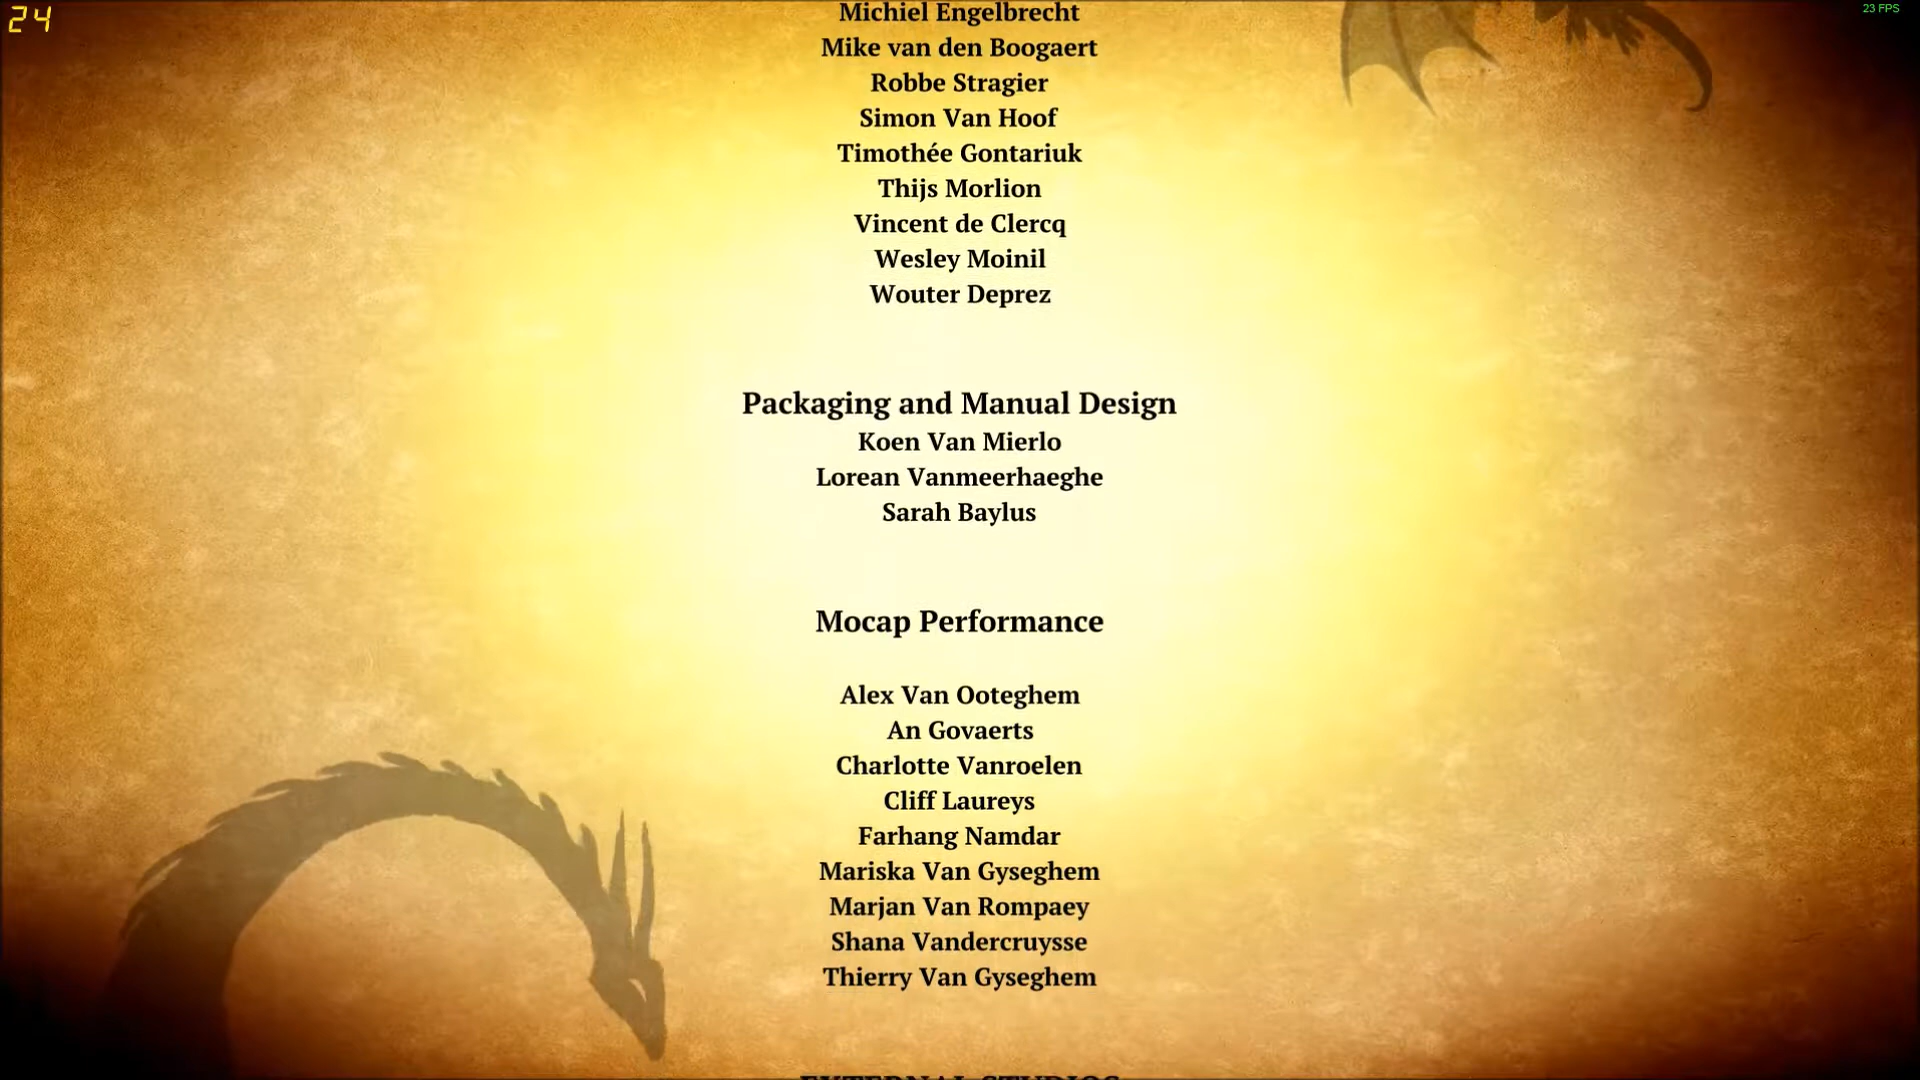 24
23 FPS
Michiel Engelbrecht
Mike van den Boogaert
Robbe Stragier
Simon Van Hoof
Timothée Gontariuk
Thijs Morlion
Vincent de Clercq
Wesley Moinil
Wouter Deprez
Packaging and Manual Design
Koen Van Mierlo
Lorean Vanmeerhaeghe
Sarah Baylus
Mocap Performance
Alex Van Ooteghem
An Govaerts
Charlotte Vanroelen
Cliff Laureys
Farhang Namdar
Mariska Van Gyseghem
Marjan Van Rompaey
Shana Vandercruysse
Thierry Van Gyseghem
EXTERNAL STUDIOS